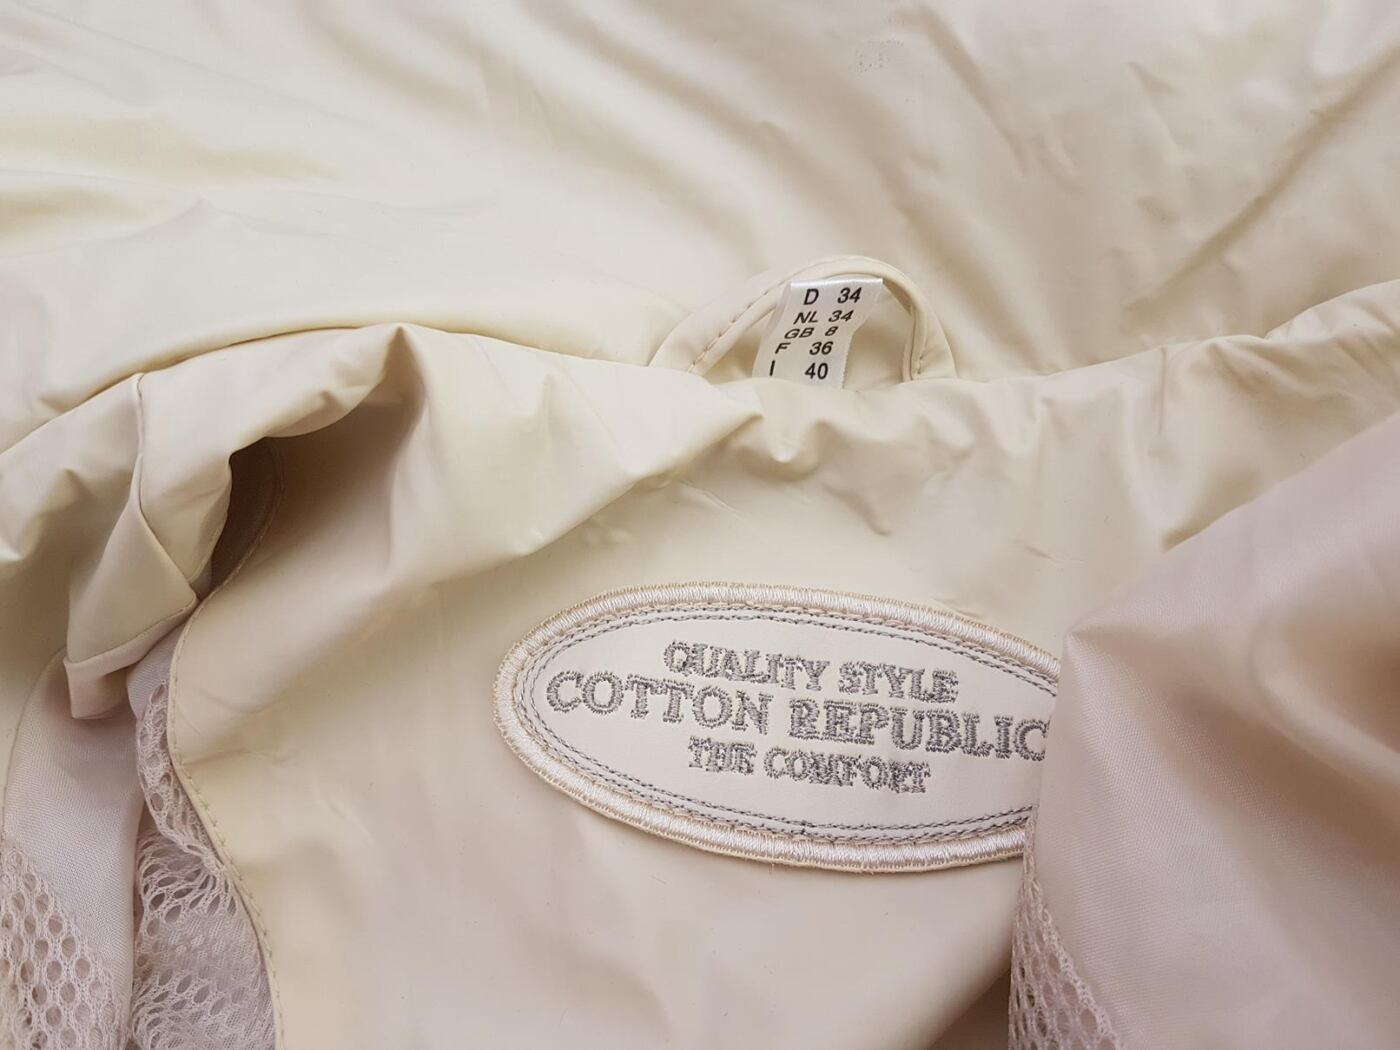 D 34
NL 34
GB 8
F 36
I 40
QUALITY STYLE
COTTON REPUBLIC
THE COMFORT